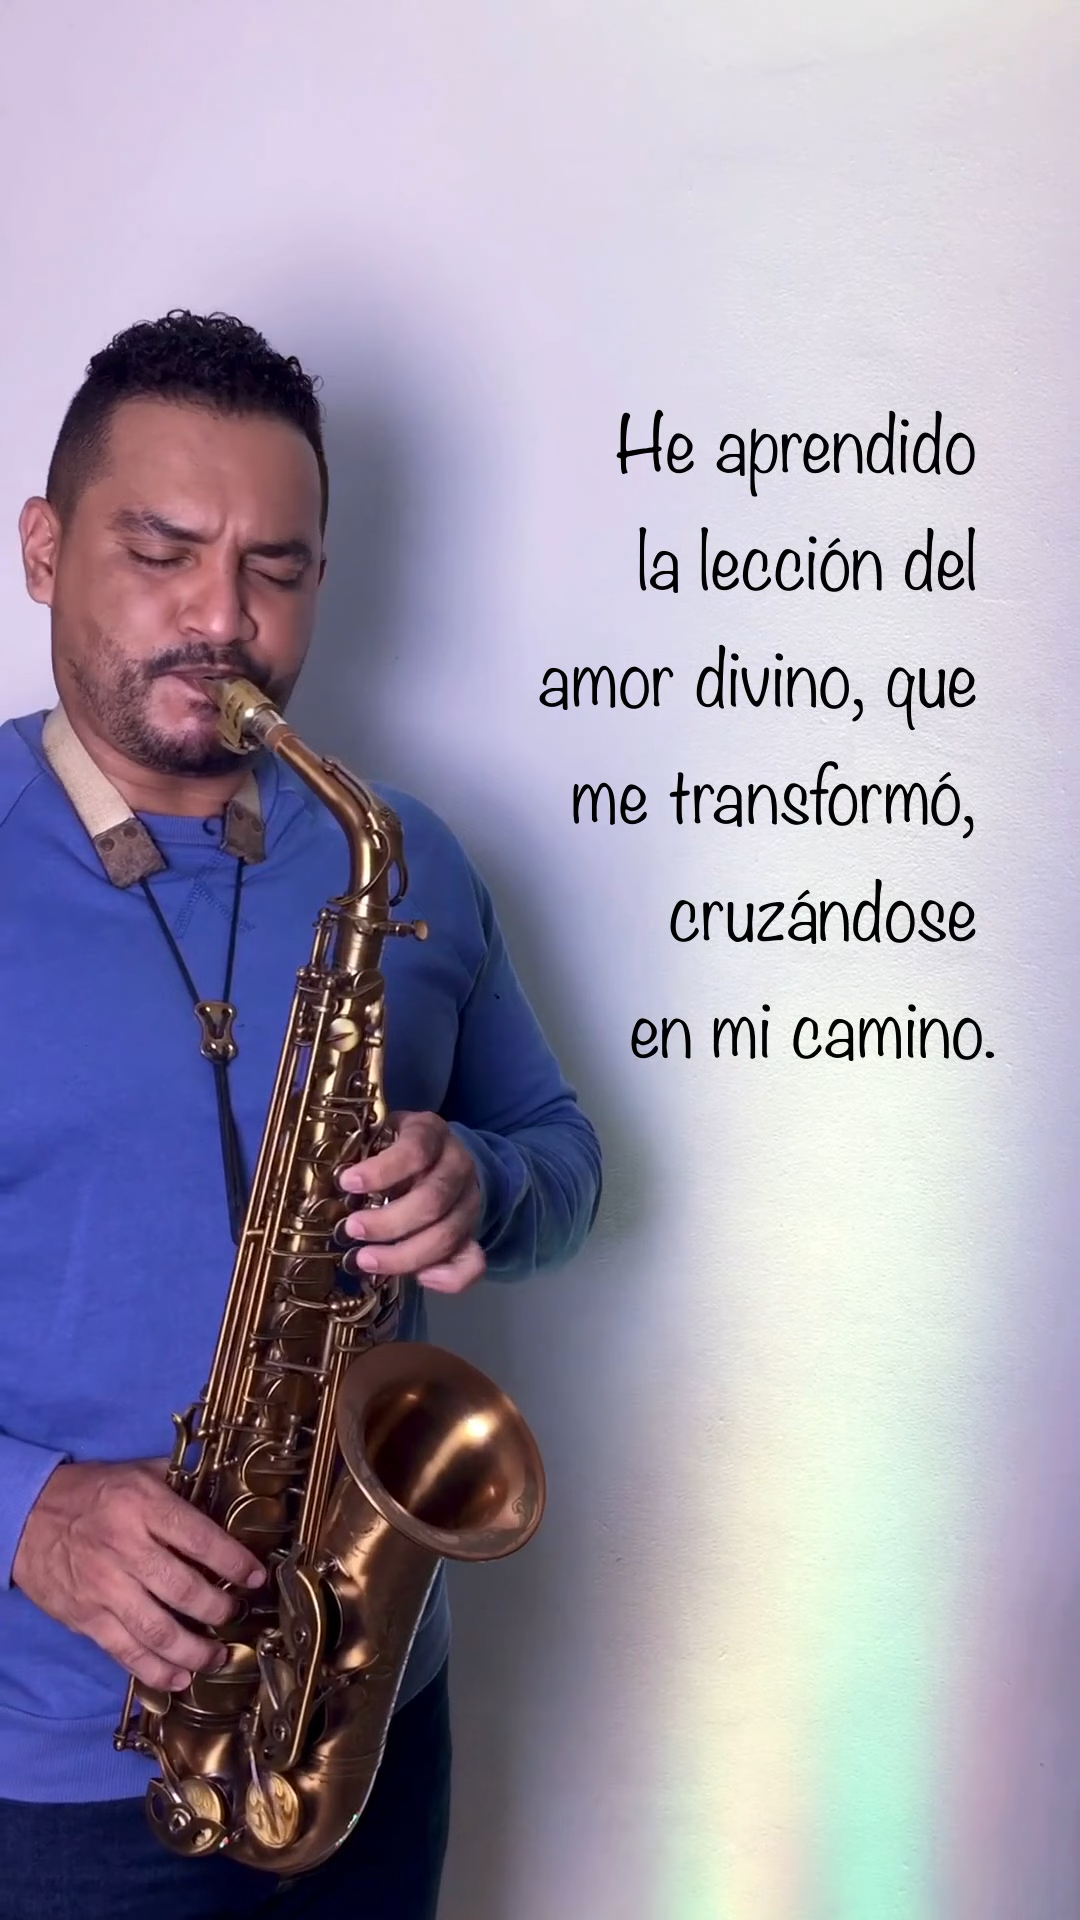 He aprendido
la lección del
amor divino, que
me transformó,
cruzándose
en mi camino.